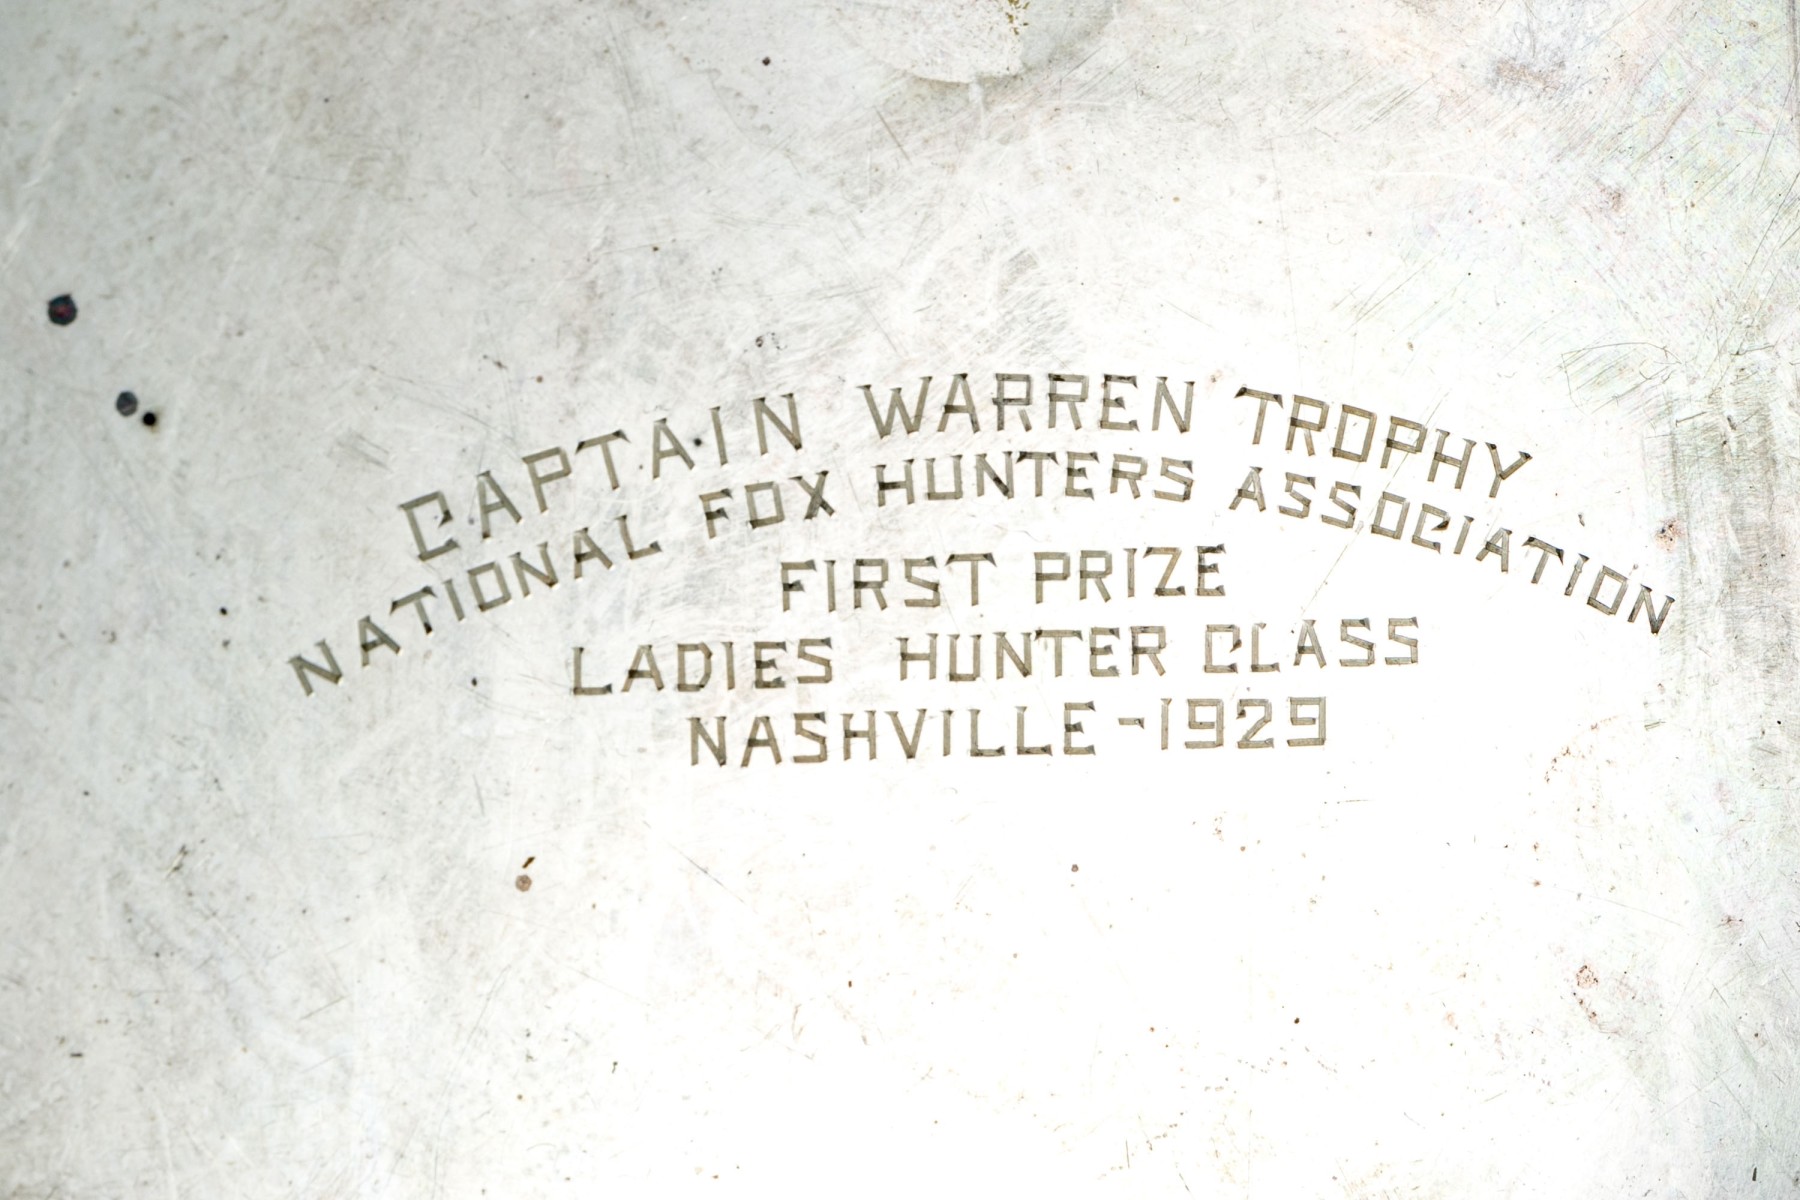 CAPTAIN WARREN TROPHY
NATIONAL FOX HUNTERS ASSOCIATION
FIRST PRIZE
LADIES HUNTER CLASS
NASHVILLE-1929